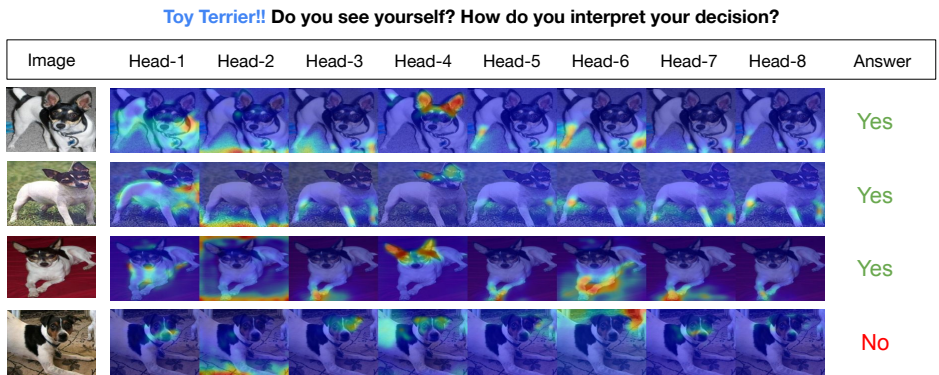 Toy Terrier!! Do you see yourself? How do you interpret your decision?
Image Head-1 Head-2 Head-3 Head-4 Head-5 Head-6 Head-7 Head-8 Answer
Yes
Yes
Yes
No